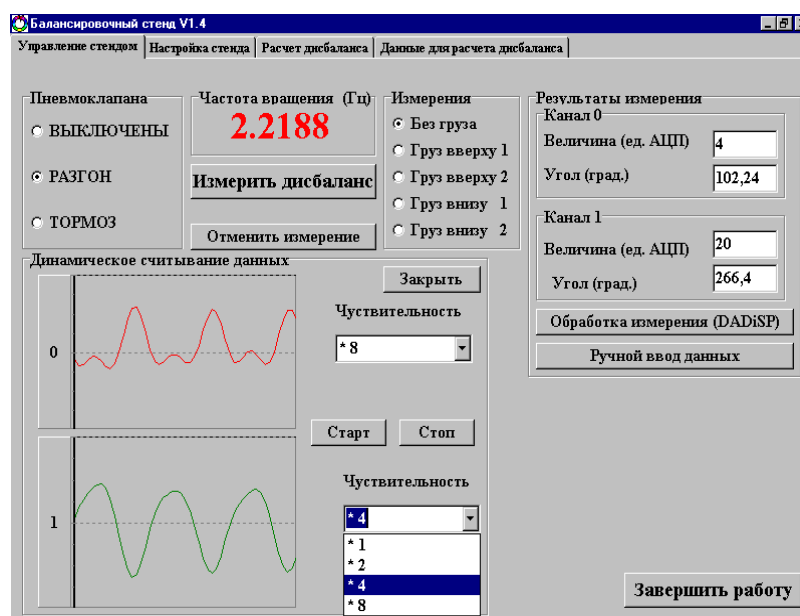 Балансировочный стенд V1.4
Управление стендом
Настройка стенда
Расчет дисбаланса
Данные для расчета дисбаланса
Пневмоклапана
ВЫКЛЮЧЕНЫ
РАЗГОН
ТОРМОЗ
Частота вращения (Гц)
2.2188
Измерить дисбаланс
Отменить измерение
Измерения
Без груза
Груз вверху 1
Груз вверху 2
Груз внизу 1
Груз внизу 2
Результаты измерения
Канал 0
Величина (ед. АЦП)
4
Угол (град.)
102,24
Канал 1
Величина (ед. АЦП)
20
Угол (град.)
266,4
Обработка измерения (DADiSP)
Ручной ввод данных
Динамическое считывание данных
0
1
Закрыть
Чуствительность
* 8
Старт
Стоп
Чуствительность
* 4
* 1
* 2
* 4
* 8
Завершить работу